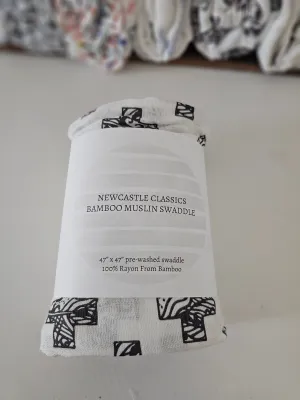 NEWCASTLE CLASSICS
BAMBOO MUSLIN SWADDLE
47" x 47" pre-washed swaddle
100% Rayon From Bamboo